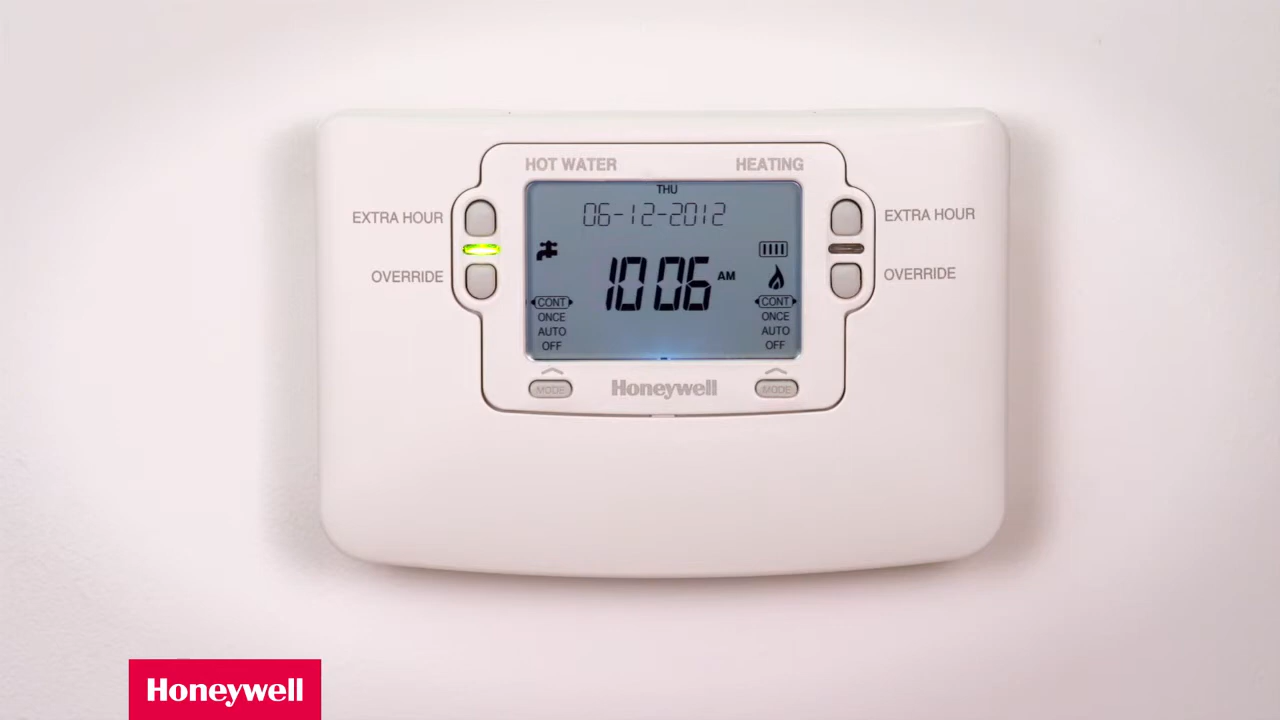 HOT WATER
HEATING
THU
EXTRA HOUR
06-12-2012
EXTRA HOUR
OVERRIDE
10 06 AM
OVERRIDE
CONT
CONT
ONCE
ONCE
AUTO
AUTO
OFF
OFF
MODE
Honeywell
MODE
Honeywell